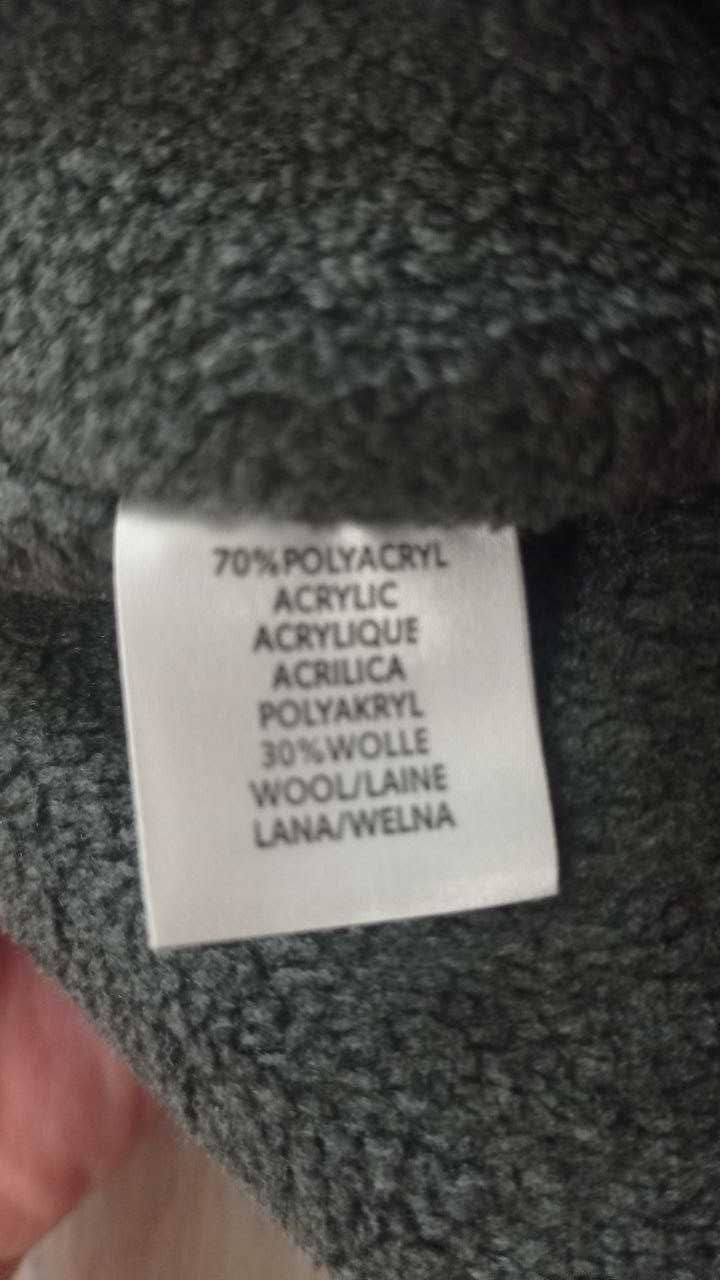 70%POLYACRYL
ACRYLIC
ACRYLIQUE
ACRILICA
POLYAKRYL
30%WOLLE
WOOL/LAINE
LANA/WELNA